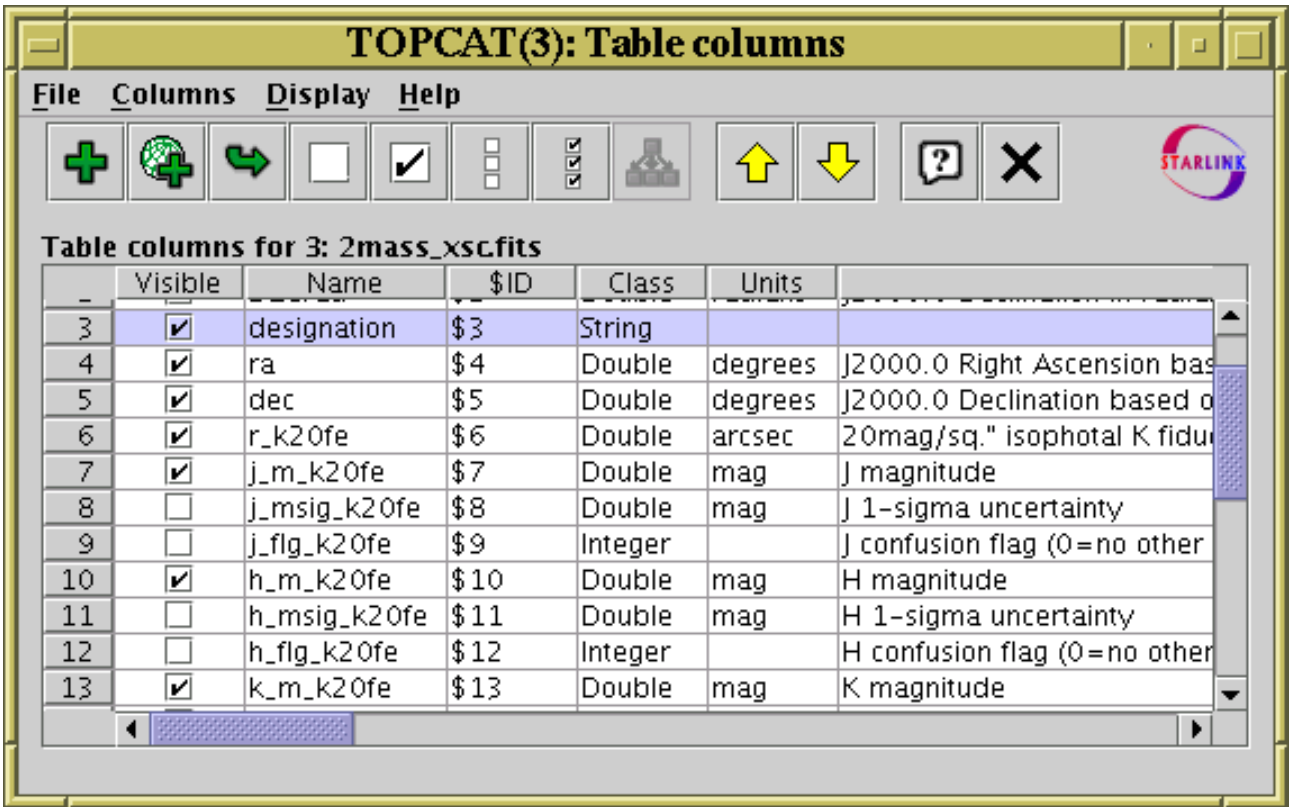 TOPCAT(3): Table columns
File Columns Display Help
STARLINK
Table columns for 3: 2mass_xsc.fits
Visible Name $ID Class Units
3 designation $3 String
4 ra $4 Double degrees J2000.0 Right Ascension bas
5 dec $5 Double degrees J2000.0 Declination based o
6 r_k20fe $6 Double arcsec 20mag/sq." isophotal K fidu
7 j_m_k20fe $7 Double mag J magnitude
8 j_msig_k20fe $8 Double mag J 1-sigma uncertainty
9 j_flg_k20fe $9 Integer J confusion flag (0=no other
10 h_m_k20fe $10 Double mag H magnitude
11 h_msig_k20fe $11 Double mag H 1-sigma uncertainty
12 h_flg_k20fe $12 Integer H confusion flag (0=no other
13 k_m_k20fe $13 Double mag K magnitude